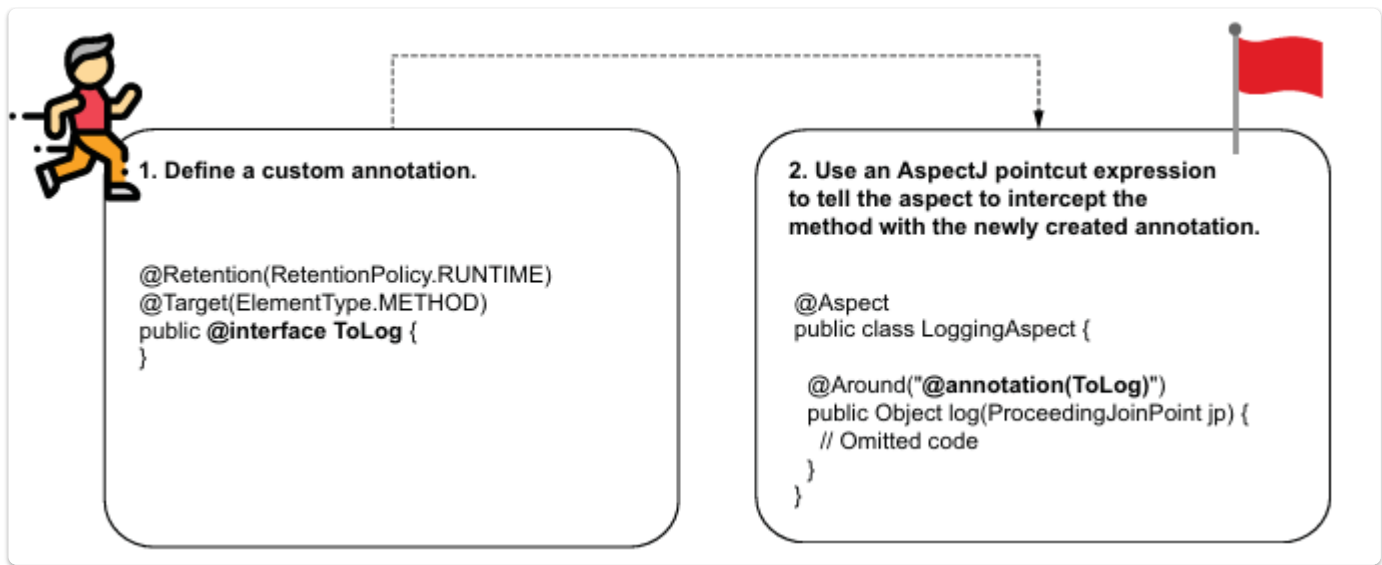 1. Define a custom annotation.
@Retention(RetentionPolicy.RUNTIME)
@Target(ElementType.METHOD)
public @interface ToLog {
}
2. Use an AspectJ pointcut expression
to tell the aspect to intercept the
method with the newly created annotation.
@Aspect
public class LoggingAspect {
@Around("@annotation(ToLog)")
public Object log(ProceedingJoinPoint jp) {
// Omitted code
}
}